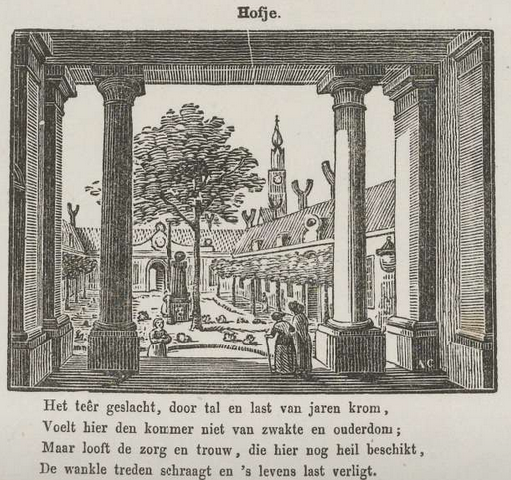 Hofje.
AC
Het teêr geslacht, door tal en last van jaren krom,
Voelt hier den kommer niet van zwakte en ouderdom;
Maar looft de zorg en trouw, die hier nog heil beschikt,
De wankle treden schraagt en 's levens last verligt.